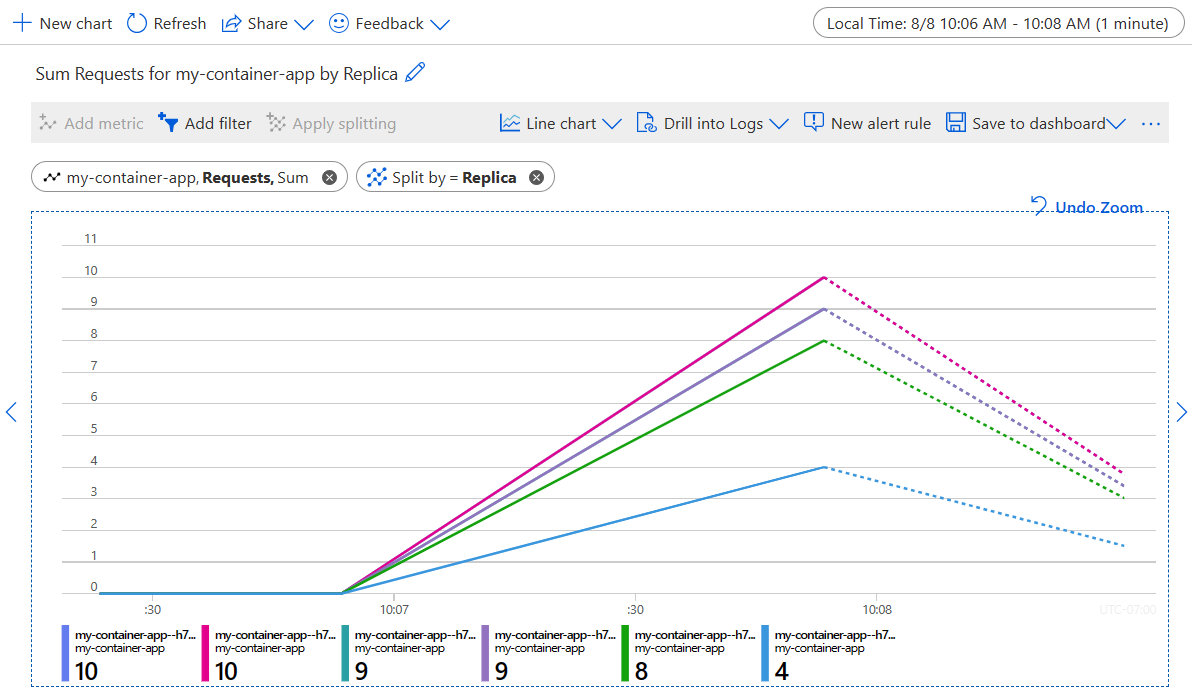 New chart Refresh Share Feedback Local Time: 8/8 10:06 AM - 10:08 AM (1 minute)
Sum Requests for my-container-app by Replica
Add metric Add filter Apply splitting Line chart Drill into Logs New alert rule Save to dashboard ...
my-container-app, Requests, Sum Split by = Replica
Undo Zoom
11
10
9
8
7
6
5
4
3
2
1
0
:30 10:07 :30 10:08 UTC-07:00
my-container-app--h7... my-container-app--h7... my-container-app--h7... my-container-app--h7... my-container-app--h7... my-container-app--h7...
my-container-app my-container-app my-container-app my-container-app my-container-app my-container-app
10 10 9 9 8 4